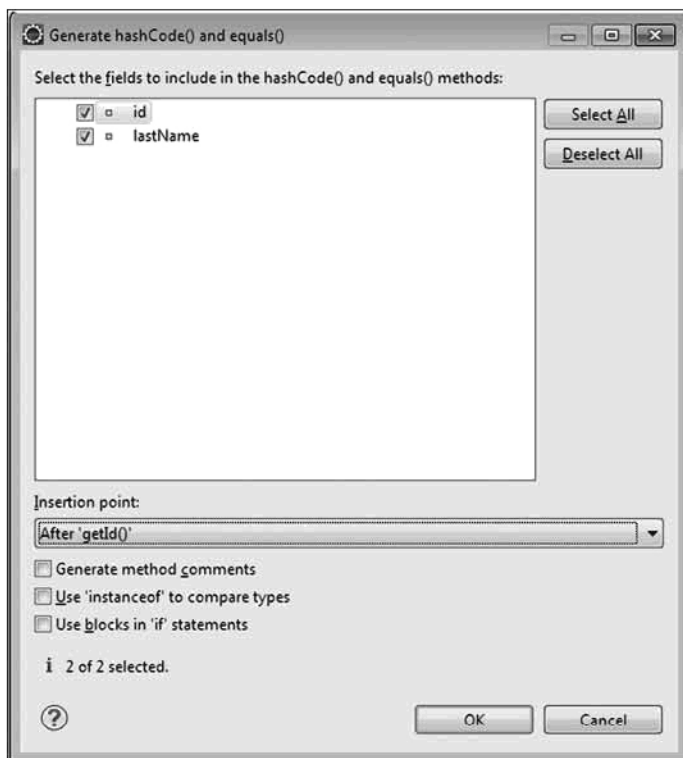 Generate hashCode() and equals()
Select the fields to include in the hashCode() and equals() methods:
id
lastName
Select All
Deselect All
Insertion point:
After 'getId()'
Generate method comments
Use 'instanceof' to compare types
Use blocks in 'if' statements
i 2 of 2 selected.
?
OK
Cancel